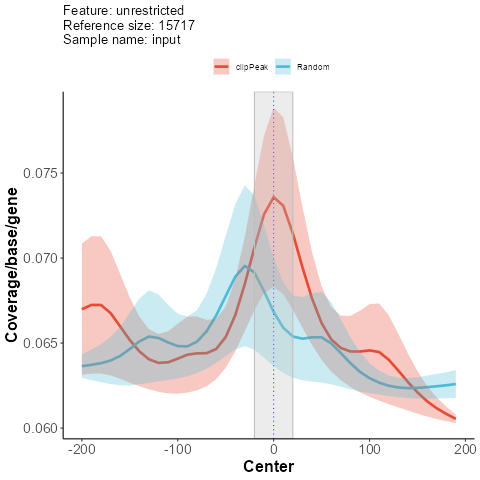 Feature: unrestricted
Reference size: 15717
Sample name: input
clipPeak Random
0.075
0.070
0.065
0.060
Coverage/base/gene
-200 -100 0 100 200
Center